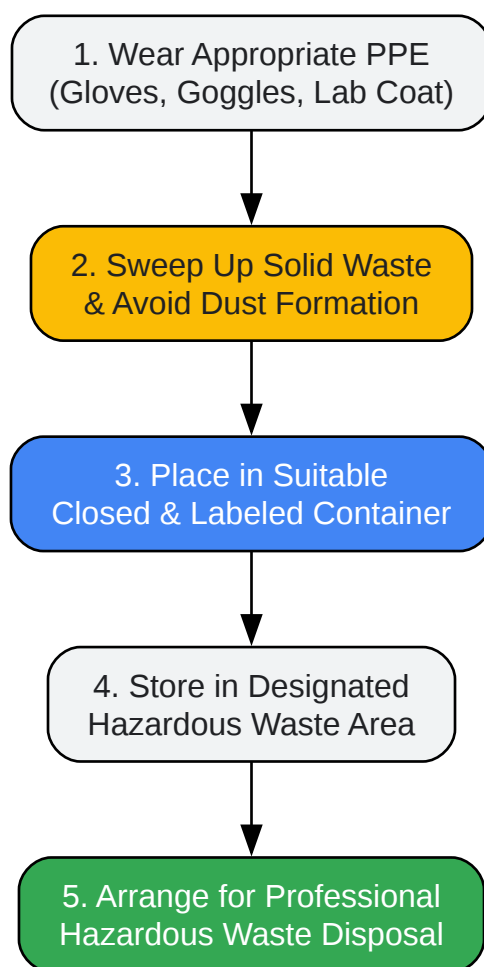 1. Wear Appropriate PPE
(Gloves, Goggles, Lab Coat)
2. Sweep Up Solid Waste
& Avoid Dust Formation
3. Place in Suitable
Closed & Labeled Container
4. Store in Designated
Hazardous Waste Area
5. Arrange for Professional
Hazardous Waste Disposal